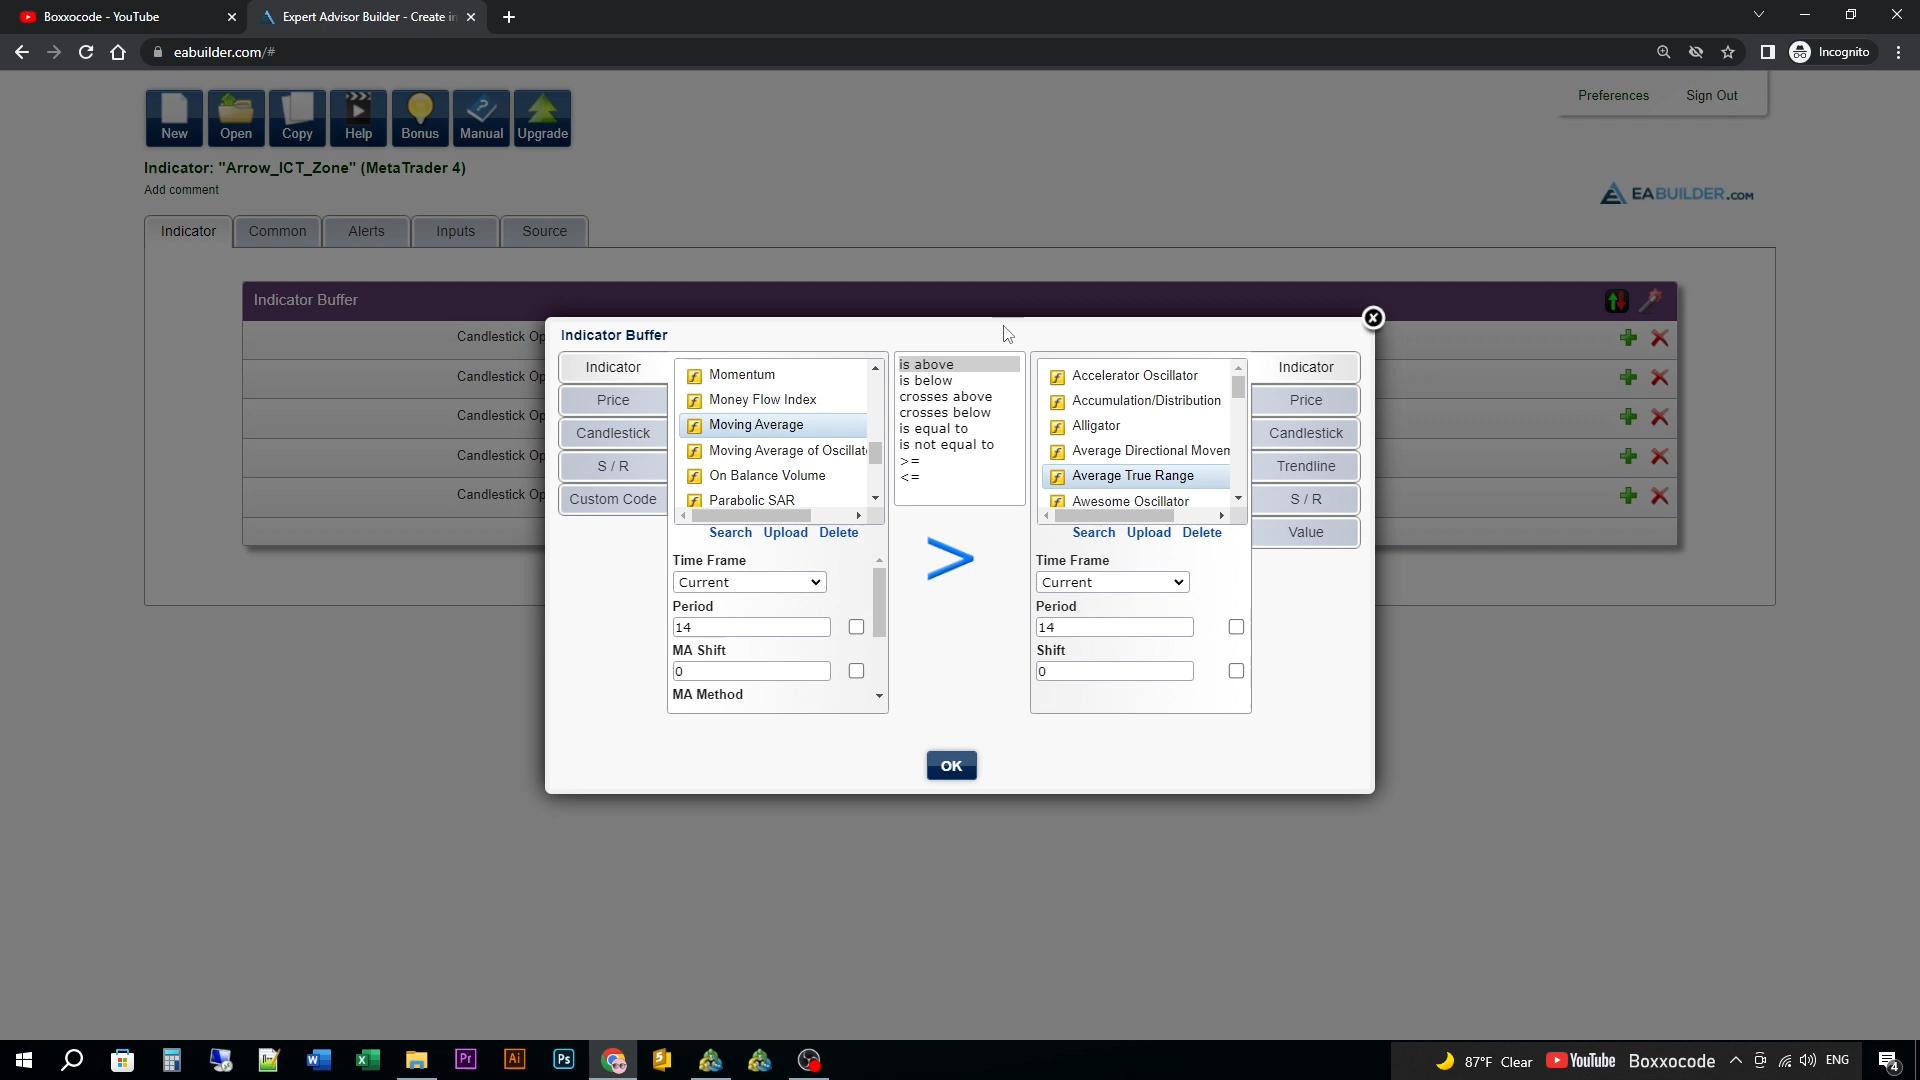 Boxxocode - YouTube
Expert Advisor Builder - Create in
eabuilder.com/#
Incognito
New
Open
Copy
Help
Bonus
Manual
Upgrade
Preferences
Sign Out
Indicator: "Arrow_ICT_Zone" (MetaTrader 4)
Add comment
EABUILDER.COM
Indicator
Common
Alerts
Inputs
Source
Indicator Buffer
Candlestick Op
Candlestick Op
Candlestick Op
Candlestick Op
Candlestick Op
Indicator Buffer
Indicator
Price
Candlestick
S / R
Custom Code
Momentum
Money Flow Index
Moving Average
Moving Average of Oscillat
On Balance Volume
Parabolic SAR
Search Upload Delete
Time Frame
Current
Period
14
MA Shift
0
MA Method
is above
is below
crosses above
crosses below
is equal to
is not equal to
>=
<=
>
OK
Accelerator Oscillator
Accumulation/Distribution
Alligator
Average Directional Movem
Average True Range
Awesome Oscillator
Search Upload Delete
Time Frame
Current
Period
14
Shift
0
Indicator
Price
Candlestick
Trendline
S / R
Value
87°F Clear
YouTube
Boxxocode
ENG
4